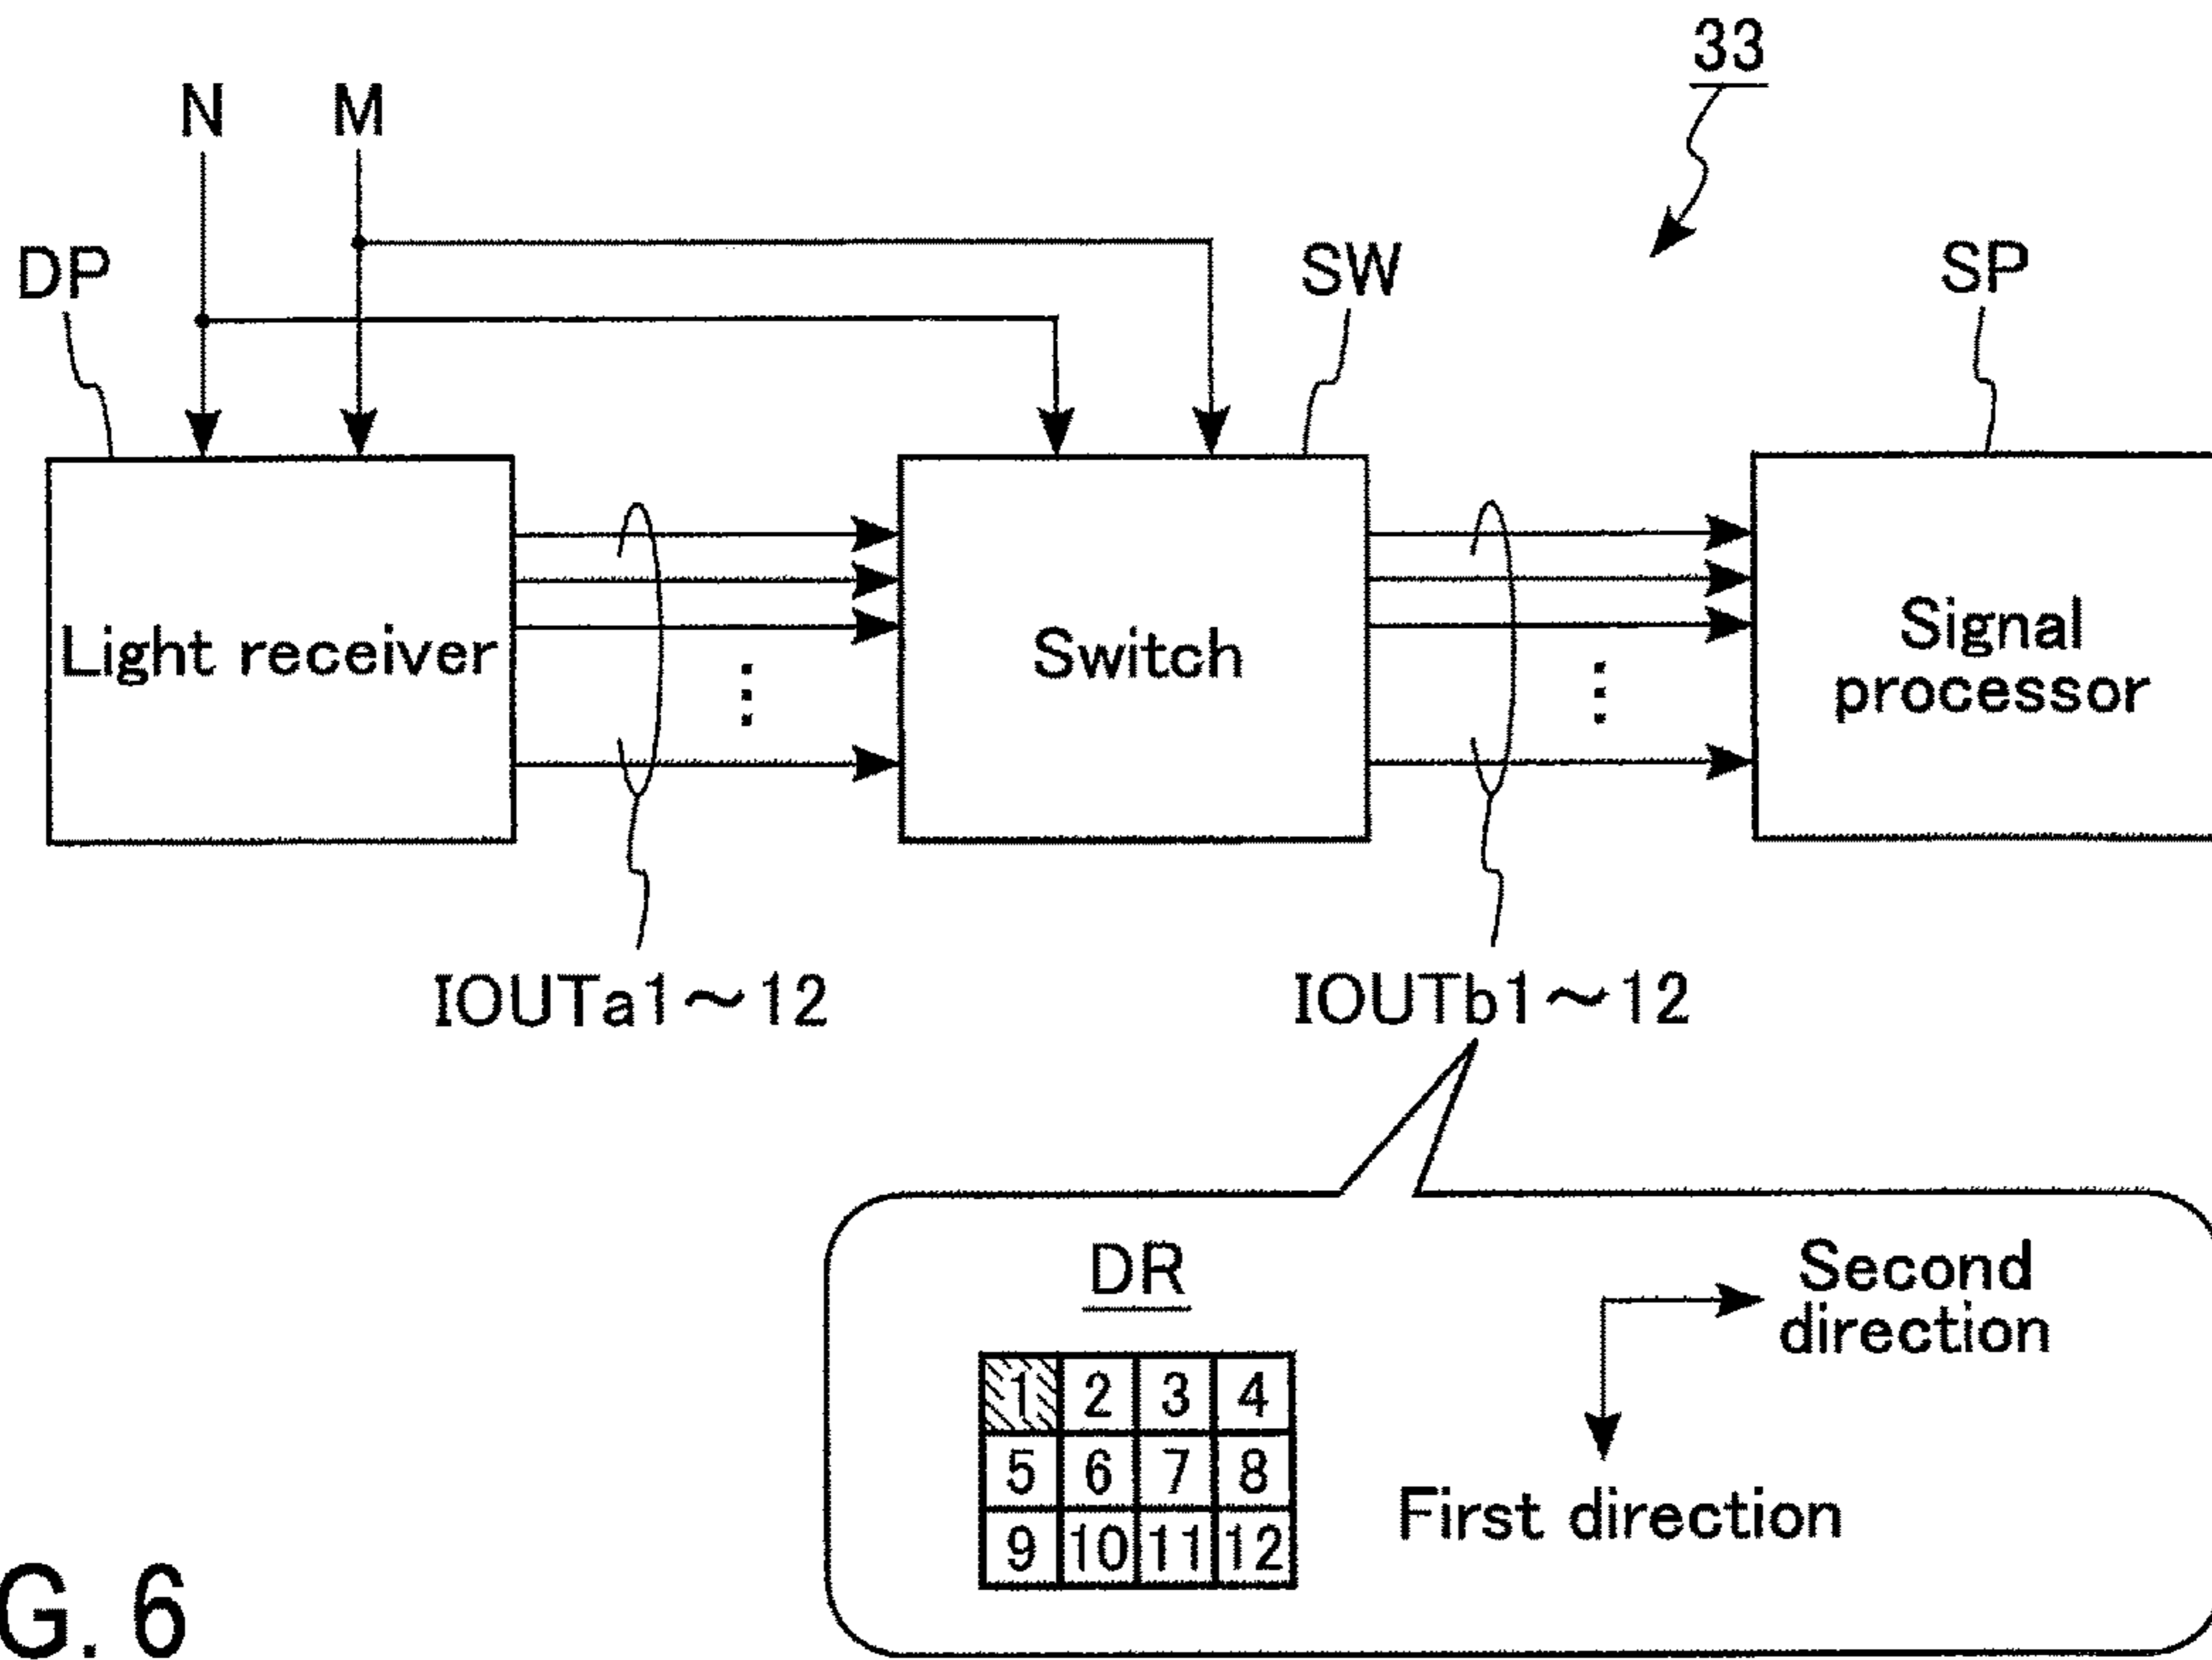 33
N M
DP
SW
SP
Light receiver
Switch
Signal
processor
IOUTa1~12
IOUTb1~12
DR
1 2 3 4
5 6 7 8
9 10 11 12
Second
direction
First direction
G. 6